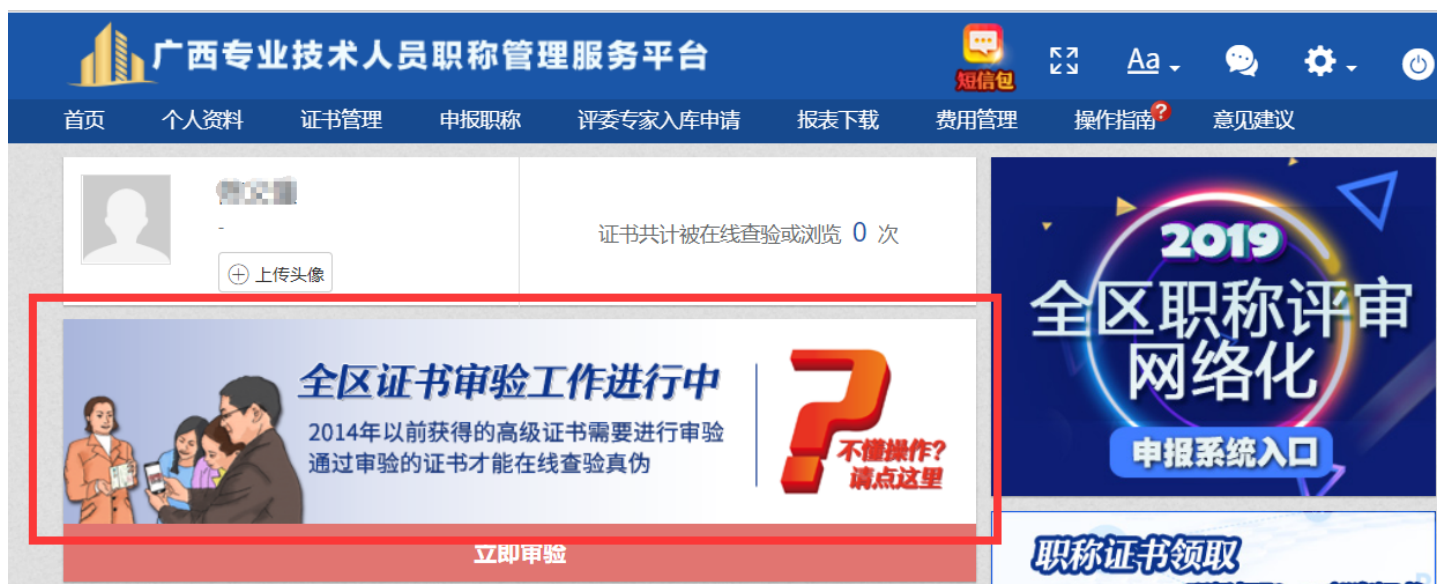 广西专业技术人员职称管理服务平台
短信包
Aa
首页 个人资料 证书管理 申报职称 评委专家入库申请 报表下载 费用管理 操作指南? 意见建议
-
上传头像
证书共计被在线查验或浏览 0 次
全区证书审验工作进行中
2014年以前获得的高级证书需要进行审验
通过审验的证书才能在线查验真伪
?
不懂操作?
请点这里
立即审验
2019
全区职称评审
网络化
申报系统入口
职称证书领取